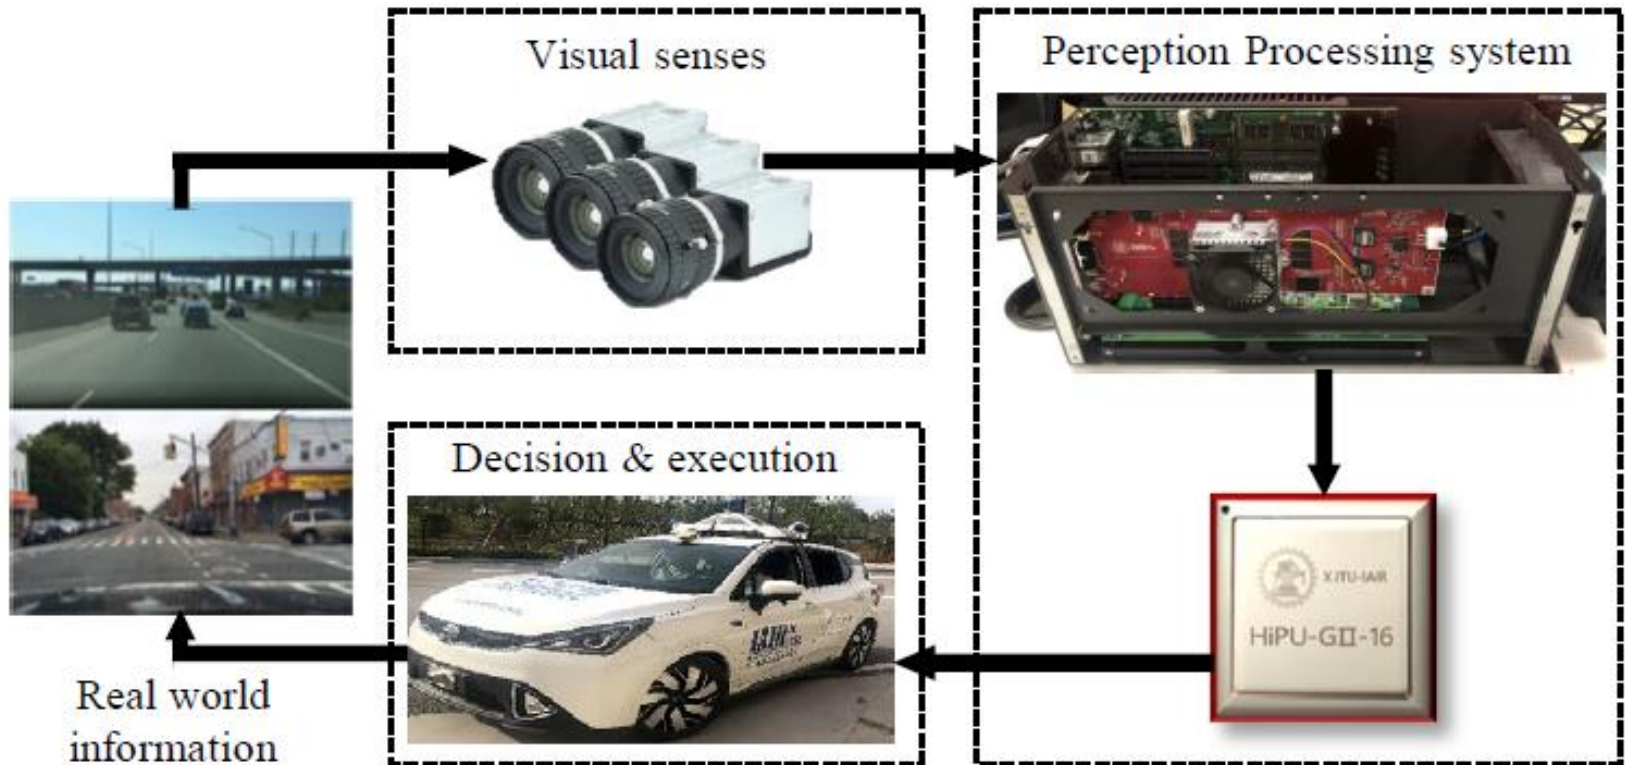 Visual senses
Perception Processing system
Decision & execution
XJTU-IAIR
HiPU-GII-16
Real world
information